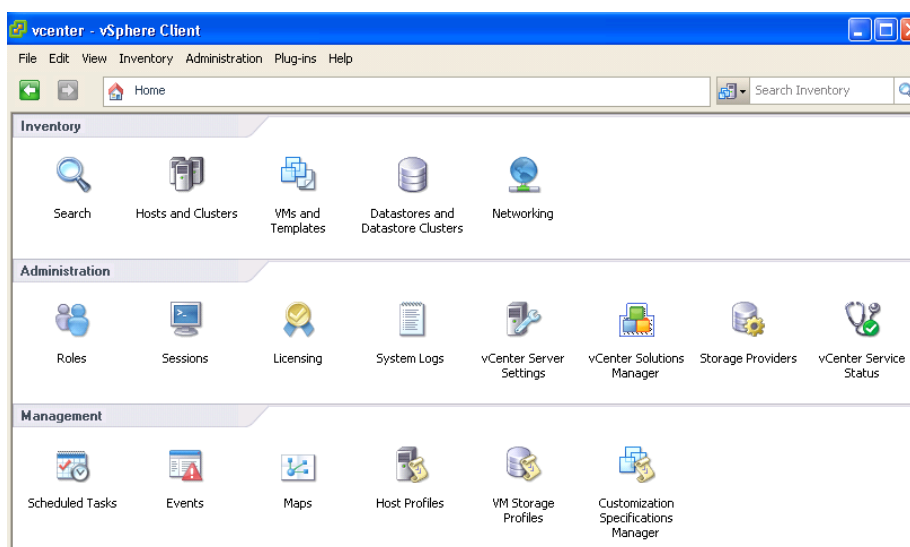 vcenter - vSphere Client
File Edit View Inventory Administration Plug-ins Help
Home
Search Inventory
Inventory
Search
Hosts and Clusters
VMs and
Templates
Datastores and
Datastore Clusters
Networking
Administration
Roles
Sessions
Licensing
System Logs
vCenter Server
Settings
vCenter Solutions
Manager
Storage Providers
vCenter Service
Status
Management
Scheduled Tasks
Events
Maps
Host Profiles
VM Storage
Profiles
Customization
Specifications
Manager